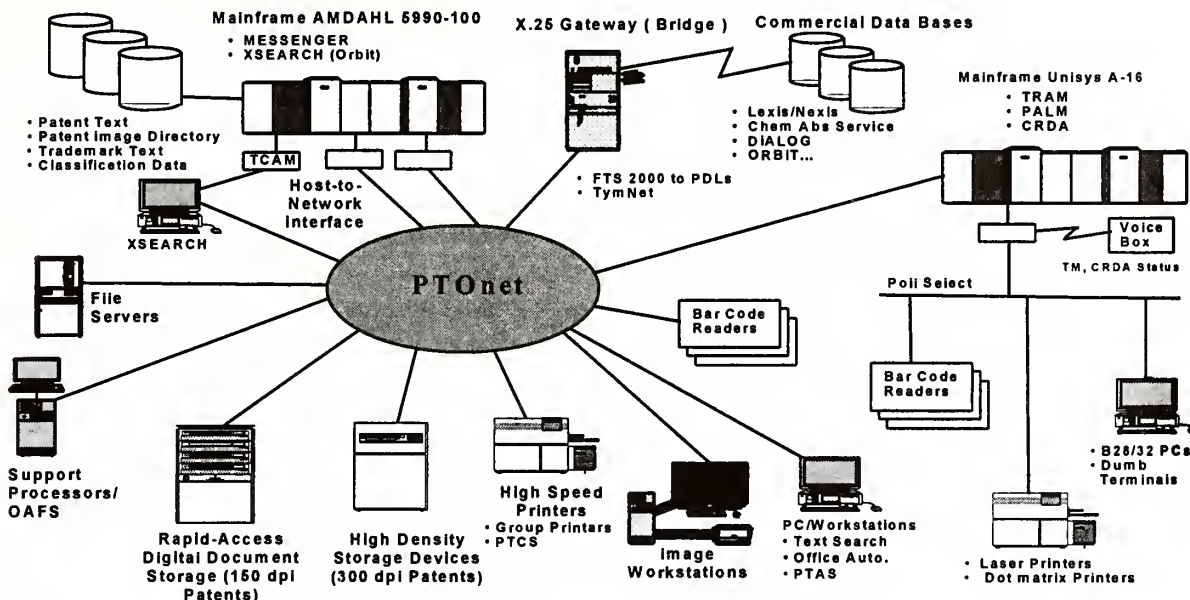 Mainframe AMDAHL 5990-100
• MESSENGER
• XSEARCH (Orbit)
• Patent Text
• Patent image Directory
• Trademark Text
• Classification Data
TCAM
Host-to-
Network
Interface
XSEARCH
X.25 Gateway ( Bridge )
• FTS 2000 to PDLs
• TymNet
Commercial Data Bases
• Lexis/Nexis
• Chem Abs Service
• DIALOG
• ORBIT...
Mainframe Unisys A-16
• TRAM
• PALM
• CRDA
Voice
Box
TM, CRDA Status
Poll Select
PTOnet
File
Servers
Bar Code
Readers
Bar Code
Readers
Support
Processors/
OAFS
Rapid-Access
Digital Document
Storage (150 dpi
Patents)
High Density
Storage Devices
(300 dpi Patents)
High Speed
Printers
• Group Printars
• PTCS
Image
Workstations
PC/Workstations
• Text Search
• Office Auto.
• PTAS
• B28/32 PCs
• Dumb
Terminals
• Laser Printers
• Dot matrix Printers